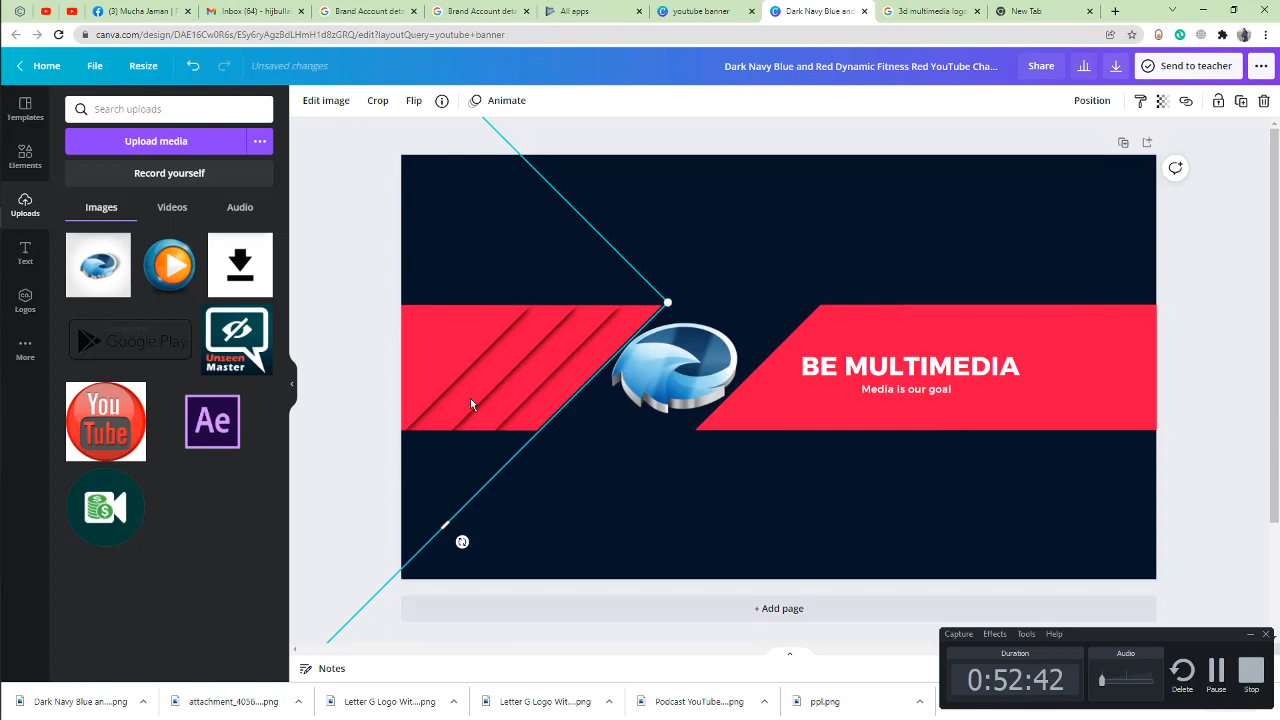 (3) Mucha Jaman | F
Inbox (64) - hijbullah
Brand Account deta
Brand Account deta
All apps
youtube banner
Dark Navy Blue and
3d multimedia logo
New Tab
canva.com/design/DAE16Cw0R6s/ESy6ryAgz8dLHmH1d8zGRQ/edit?layoutQuery=youtube+banner
Home
File
Resize
Unsaved changes
Dark Navy Blue and Red Dynamic Fitness Red YouTube Cha...
Share
Send to teacher
Templates
Elements
Uploads
Text
Logos
More
Search uploads
Upload media
Record yourself
Images
Videos
Audio
Google Play
Unseen
Master
You
Tube
Ae
Edit image
Crop
Flip
Animate
Position
BE MULTIMEDIA
Media is our goal
+ Add page
Notes
Capture
Effects
Tools
Help
Duration
0:52:42
Audio
Delete
Pause
Stop
Dark Navy Blue an....png
attachment_4056....png
Letter G Logo Wit....png
Letter G Logo Wit....png
Podcast YouTube....png
ppl.png